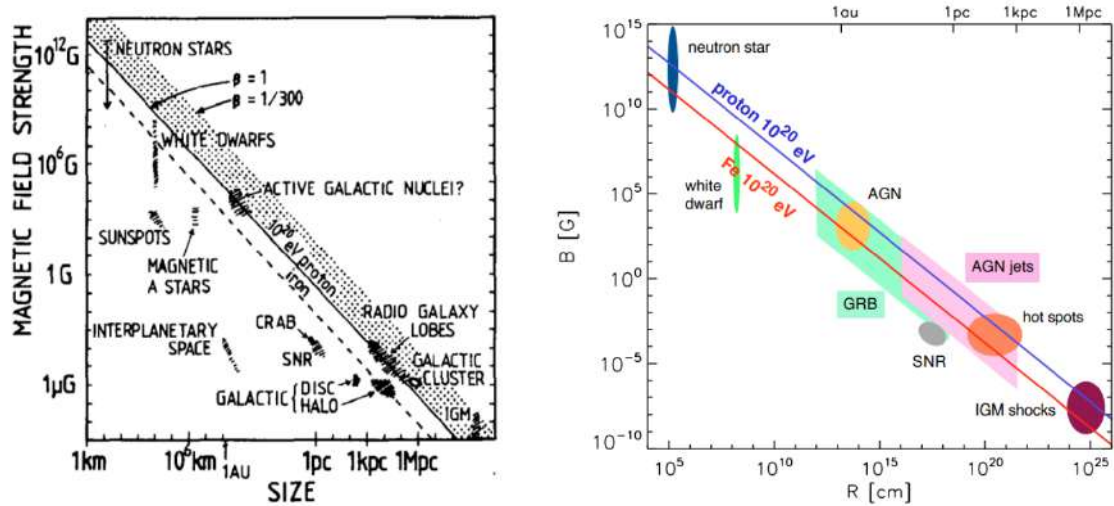 MAGNETIC FIELD STRENGTH
10¹²G
10⁶G
1G
1μG
NEUTRON STARS
β = 1
β = 1/300
WHITE DWARFS
ACTIVE GALACTIC NUCLEI?
SUNSPOTS
MAGNETIC
A STARS
10²⁰ eV proton
iron
INTERPLANETARY
SPACE
CRAB
SNR
RADIO GALAXY
LOBES
GALACTIC
CLUSTER
GALACTIC { DISC
HALO
IGM
1km
10⁶km
1AU
1pc
1kpc
1Mpc
SIZE
1au
1pc
1kpc
1Mpc
B [G]
10¹⁵
10¹⁰
10⁵
10⁰
10⁻⁵
10⁻¹⁰
neutron star
proton 10²⁰ eV
Fe 10²⁰ eV
white
dwarf
AGN
AGN jets
GRB
hot spots
SNR
IGM shocks
10⁵
10¹⁰
10¹⁵
10²⁰
10²⁵
R [cm]